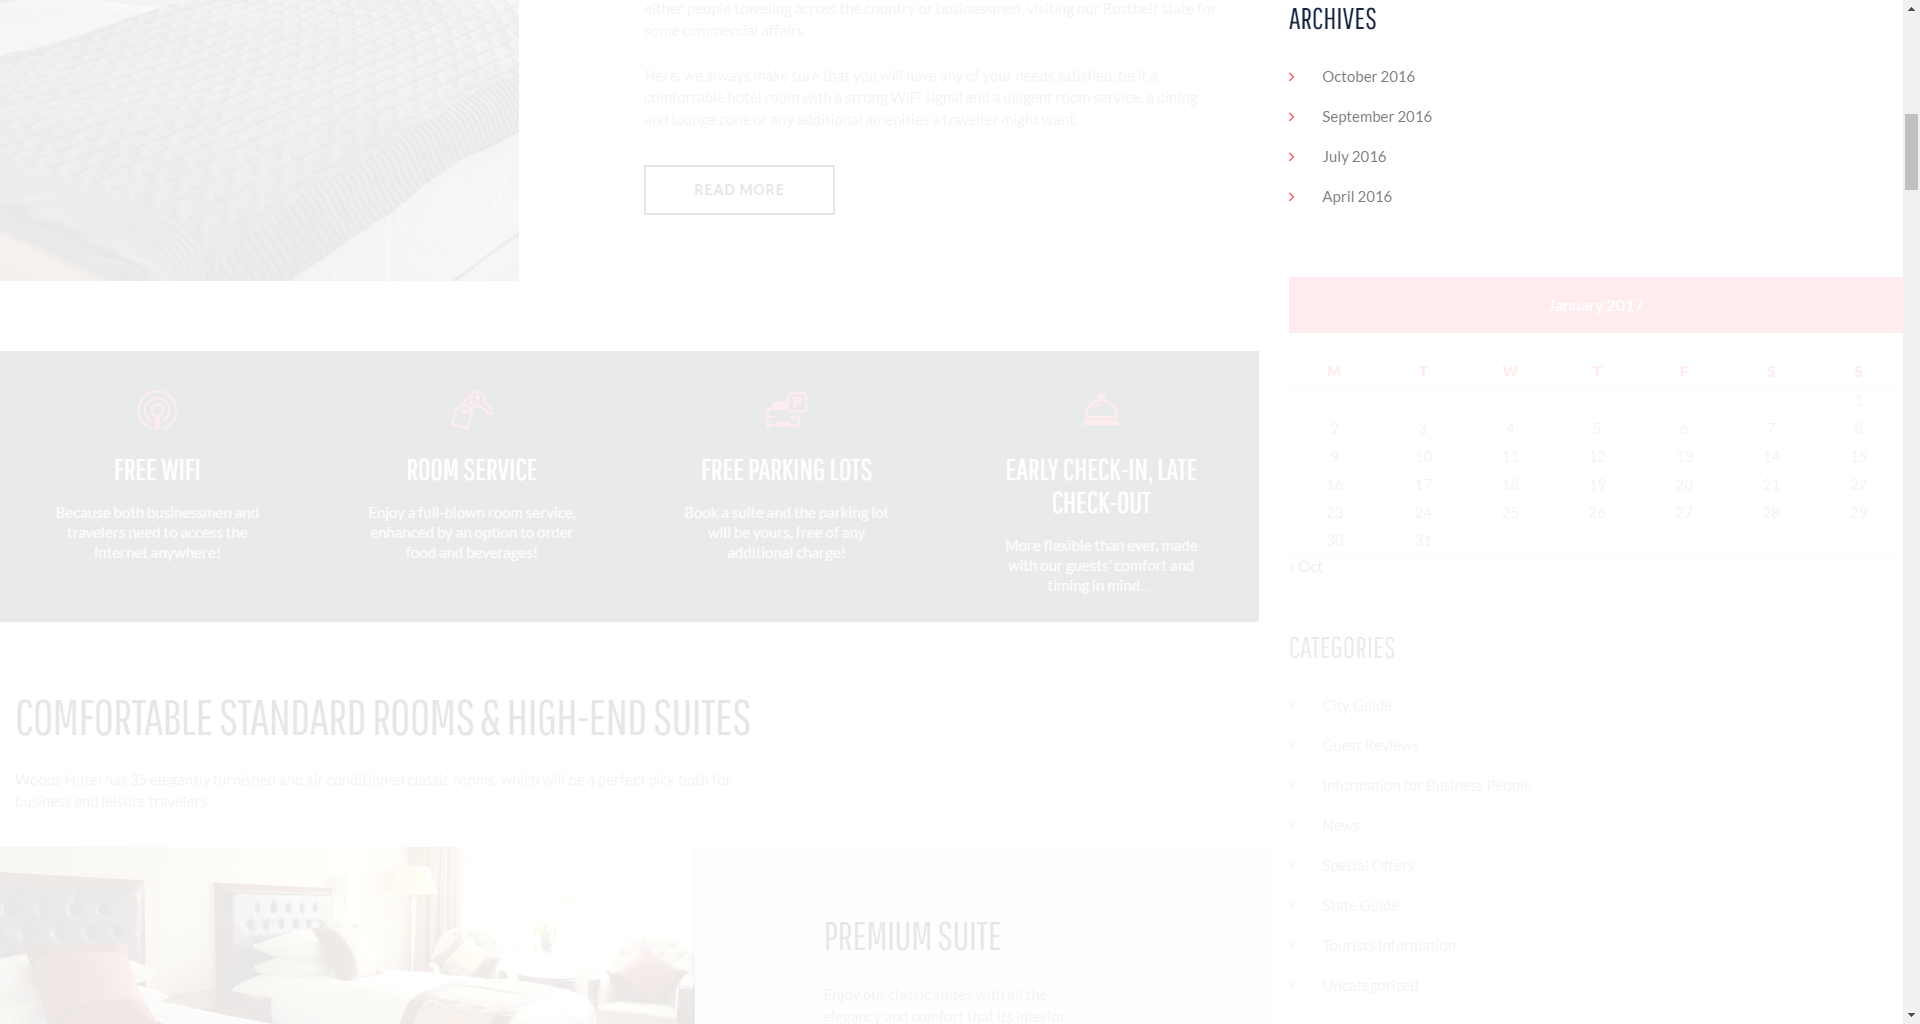 either people traveling across the country or businessmen, visiting our Rustbelt state for
some commercial affairs.
Here, we always make sure that you will have any of your needs satisfied, be it a
comfortable hotel room with a strong WiFi signal and a diligent room service, a dining
and lounge zone or any additional amenities a traveller might want…
READ MORE
FREE WIFI
Because both businessmen and
travelers need to access the
Internet anywhere!
ROOM SERVICE
Enjoy a full-blown room service,
enhanced by an option to order
food and beverages!
FREE PARKING LOTS
Book a suite and the parking lot
will be yours, free of any
additional charge!
EARLY CHECK-IN, LATE
CHECK-OUT
More flexible than ever, made
with our guests' comfort and
timing in mind…
COMFORTABLE STANDARD ROOMS & HIGH-END SUITES
Woods Hotel has 35 elegantly furnished and air conditioned classic rooms, which will be a perfect pick both for
business and leisure travelers.
PREMIUM SUITE
Enjoy our classic suites with all the
elegancy and comfort that its interior
ARCHIVES
October 2016
September 2016
July 2016
April 2016
January 2017
M T W T F S S
1
2 3 4 5 6 7 8
9 10 11 12 13 14 15
16 17 18 19 20 21 22
23 24 25 26 27 28 29
30 31
« Oct
CATEGORIES
City Guide
Guest Reviews
Information for Business People
News
Special Offers
State Guide
Tourists Information
Uncategorized